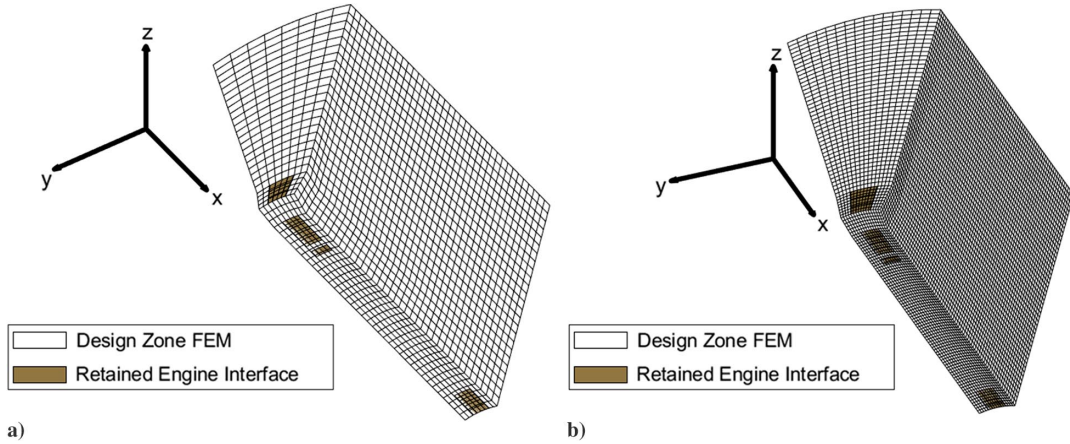 z
y
x
Design Zone FEM
Retained Engine Interface
a)
z
y
x
Design Zone FEM
Retained Engine Interface
b)